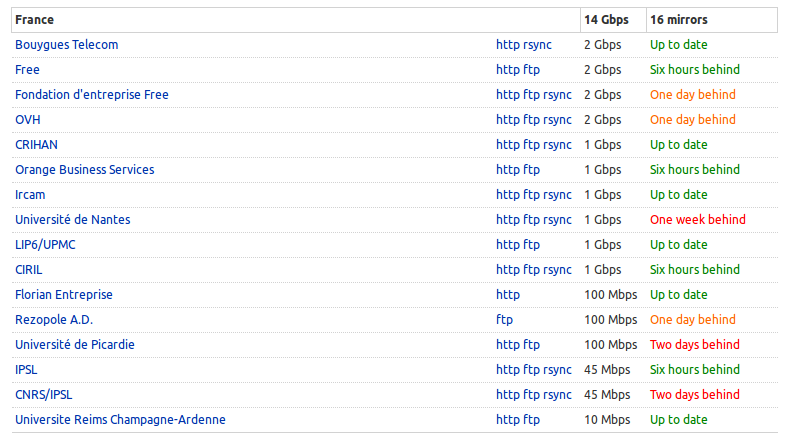 France 14 Gbps 16 mirrors
Bouygues Telecom http rsync 2 Gbps Up to date
Free http ftp 2 Gbps Six hours behind
Fondation d'entreprise Free http ftp rsync 2 Gbps One day behind
OVH http ftp rsync 2 Gbps One day behind
CRIHAN http ftp rsync 1 Gbps Up to date
Orange Business Services http ftp 1 Gbps Six hours behind
Ircam http ftp rsync 1 Gbps Up to date
Université de Nantes http ftp rsync 1 Gbps One week behind
LIP6/UPMC http ftp 1 Gbps Up to date
CIRIL http ftp rsync 1 Gbps Six hours behind
Florian Entreprise http 100 Mbps Up to date
Rezopole A.D. ftp 100 Mbps One day behind
Université de Picardie http ftp 100 Mbps Two days behind
IPSL http ftp rsync 45 Mbps Six hours behind
CNRS/IPSL http ftp rsync 45 Mbps Two days behind
Universite Reims Champagne-Ardenne http ftp 10 Mbps Up to date